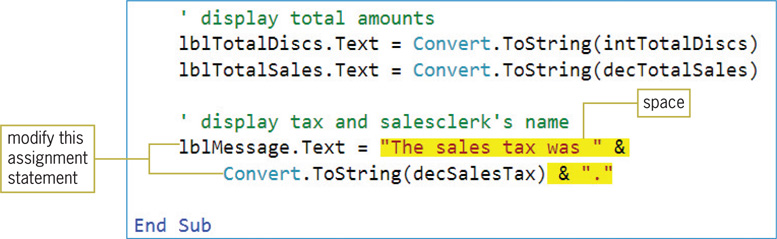 ' display total amounts
lblTotalDiscs.Text = Convert.ToString(intTotalDiscs)
lblTotalSales.Text = Convert.ToString(decTotalSales)
space
' display tax and salesclerk's name
modify this
assignment
statement
lblMessage.Text = "The sales tax was " &
Convert.ToString(decSalesTax) & "."
End Sub